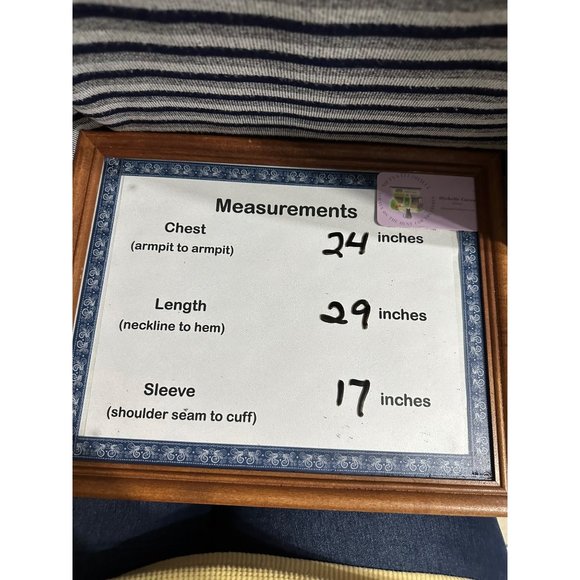 Measurements
Chest
(armpit to armpit)
24 inches
Length
(neckline to hem)
29 inches
Sleeve
(shoulder seam to cuff)
17 inches